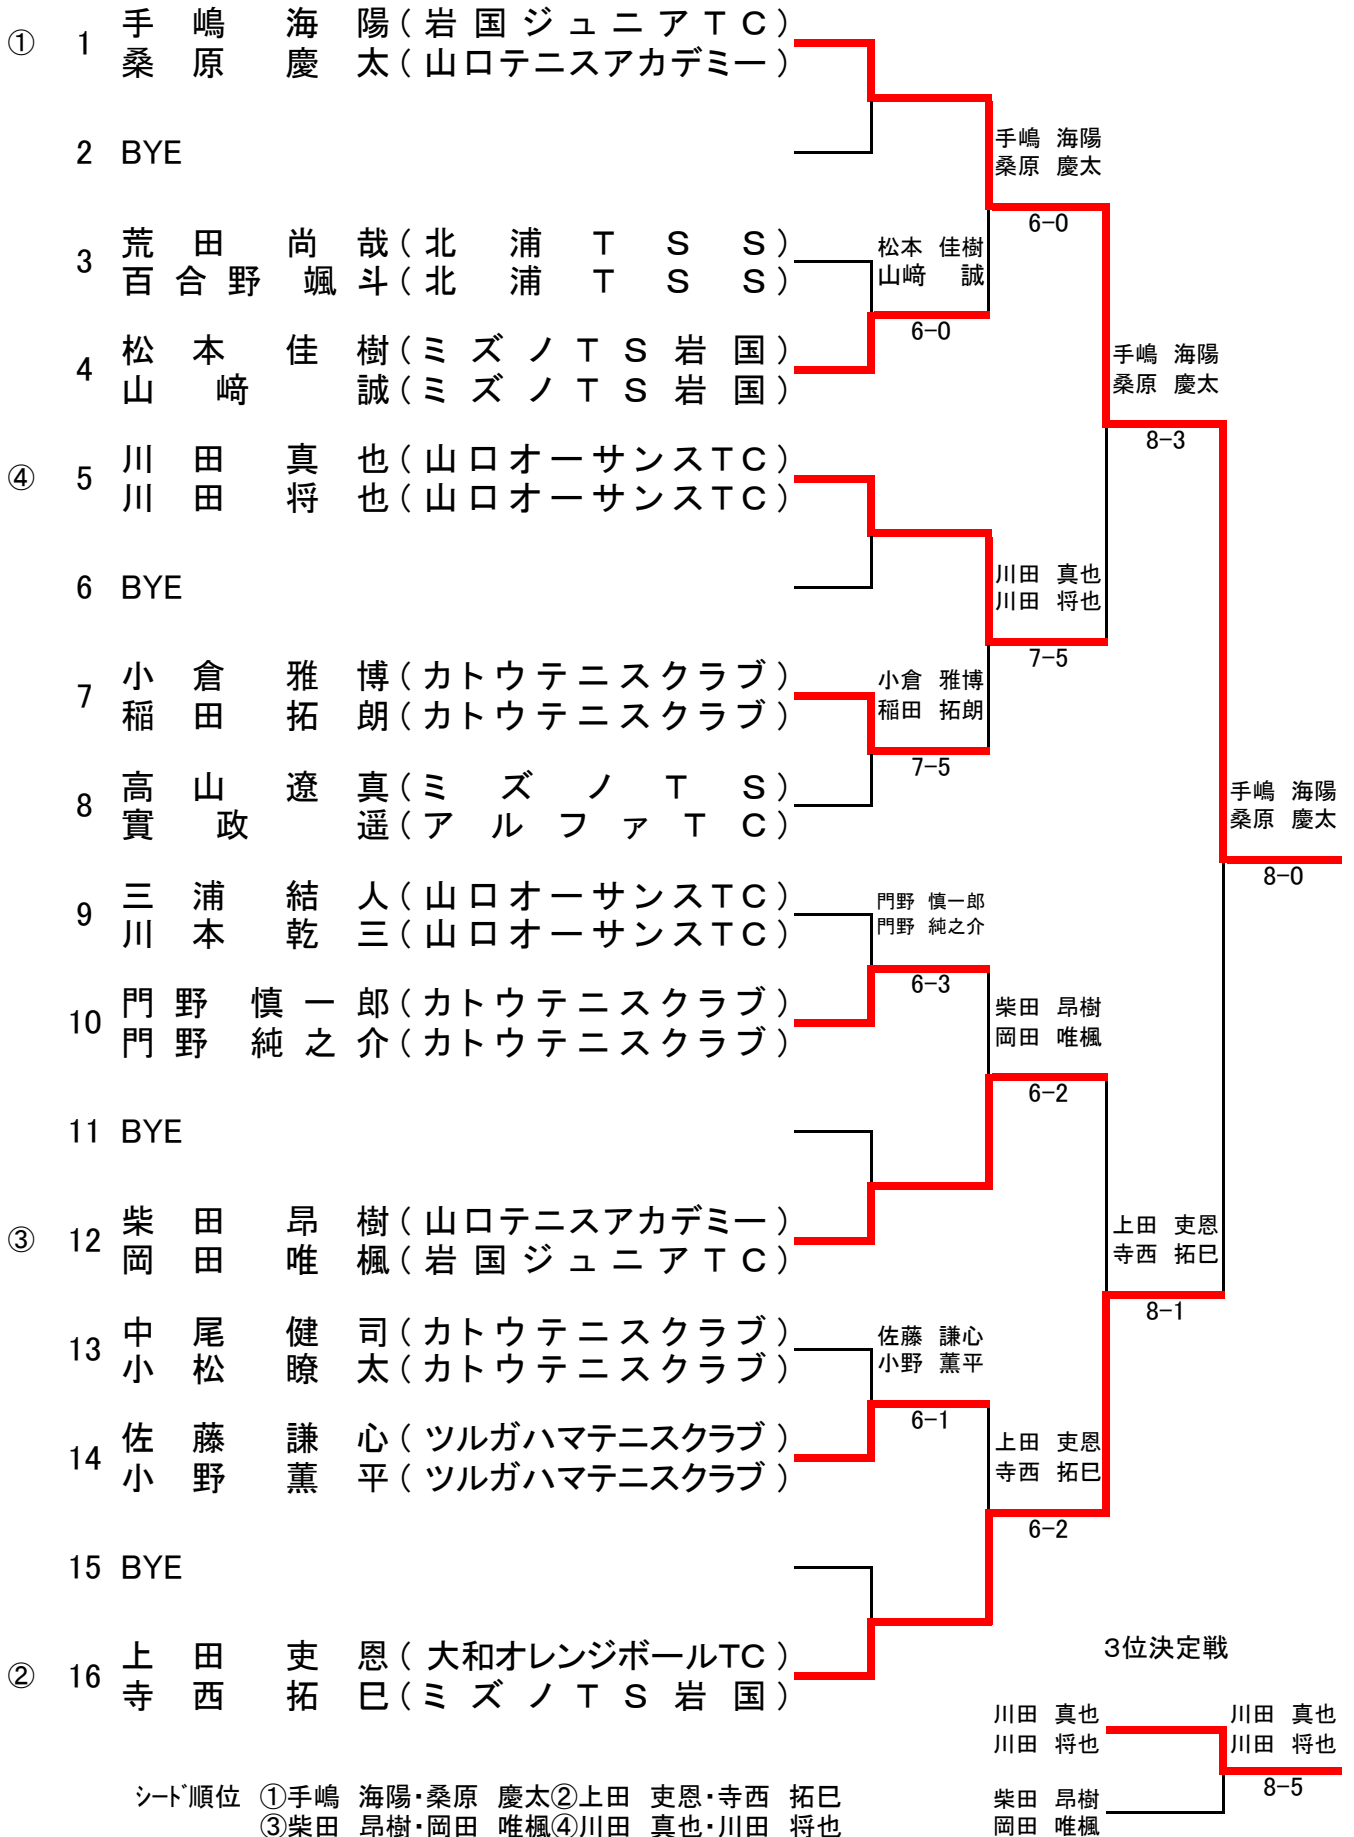 ① 1 手嶋 海陽(岩国ジュニアTC)
桑原 慶太(山口テニスアカデミー)
2 BYE
手嶋 海陽
桑原 慶太
6-0
3 荒田 尚哉(北浦TSS)
百合野 颯斗(北浦TSS)
松本 佳樹
山﨑 誠
6-0
4 松本 佳樹(ミズノTS岩国)
山﨑 誠(ミズノTS岩国)
手嶋 海陽
桑原 慶太
8-3
④ 5 川田 真也(山口オーサンスTC)
川田 将也(山口オーサンスTC)
6 BYE
川田 真也
川田 将也
7-5
7 小倉 雅博(カトウテニスクラブ)
稲田 拓朗(カトウテニスクラブ)
小倉 雅博
稲田 拓朗
7-5
8 高山 遼真(ミズノTS)
實政 遥(アルファTC)
手嶋 海陽
桑原 慶太
8-0
9 三浦 結人(山口オーサンスTC)
川本 乾三(山口オーサンスTC)
門野 慎一郎
門野 純之介
6-3
10 門野 慎一郎(カトウテニスクラブ)
門野 純之介(カトウテニスクラブ)
柴田 昂樹
岡田 唯楓
6-2
11 BYE
③ 12 柴田 昂樹(山口テニスアカデミー)
岡田 唯楓(岩国ジュニアTC)
上田 吏恩
寺西 拓巳
8-1
13 中尾 健司(カトウテニスクラブ)
小松 瞭太(カトウテニスクラブ)
佐藤 謙心
小野 薫平
6-1
14 佐藤 謙心(ツルガハマテニスクラブ)
小野 薫平(ツルガハマテニスクラブ)
上田 吏恩
寺西 拓巳
6-2
15 BYE
② 16 上田 吏恩(大和オレンジボールTC)
寺西 拓巳(ミズノTS岩国)
3位決定戦
川田 真也
川田 将也
川田 真也
川田 将也
8-5
柴田 昂樹
岡田 唯楓
シード順位 ①手嶋 海陽・桑原 慶太②上田 吏恩・寺西 拓巳
③柴田 昂樹・岡田 唯楓④川田 真也・川田 将也